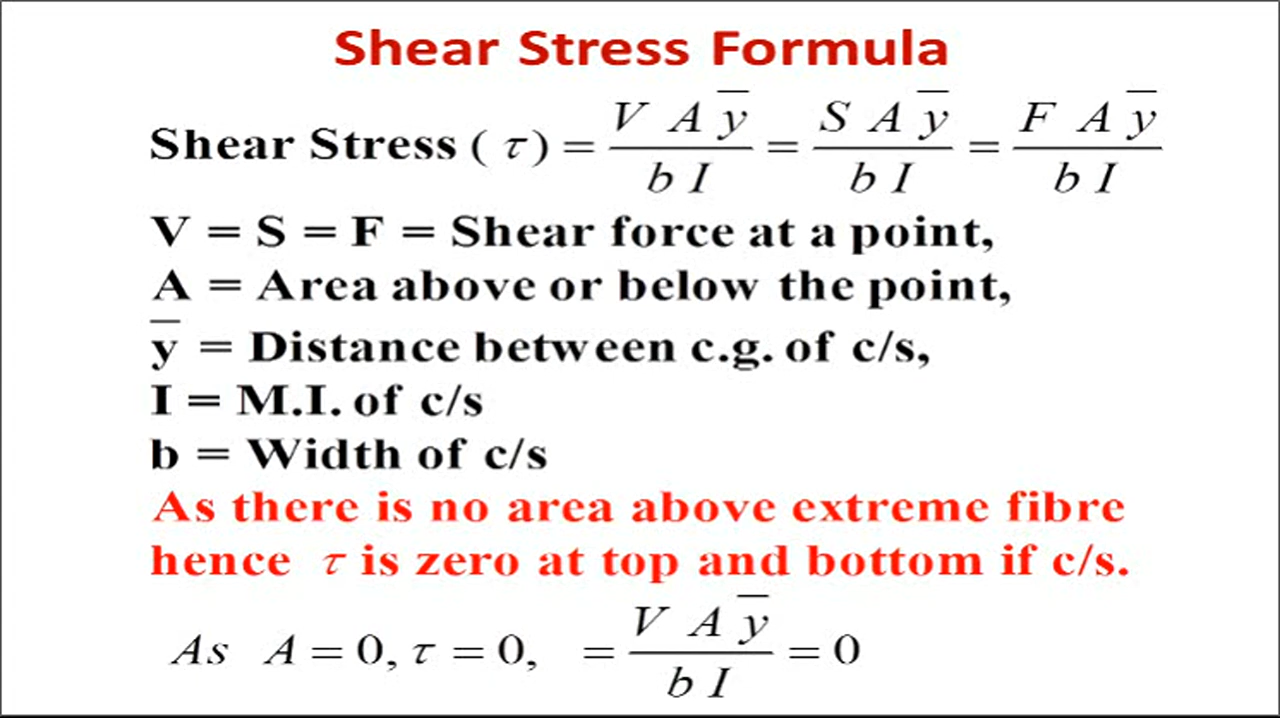 Shear Stress Formula
Shear Stress ( τ ) = V A y̅ / b I = S A y̅ / b I = F A y̅ / b I
V = S = F = Shear force at a point,
A = Area above or below the point,
y̅ = Distance between c.g. of c/s,
I = M.I. of c/s
b = Width of c/s
As there is no area above extreme fibre
hence τ is zero at top and bottom if c/s.
As A = 0, τ = 0, = V A y̅ / b I = 0